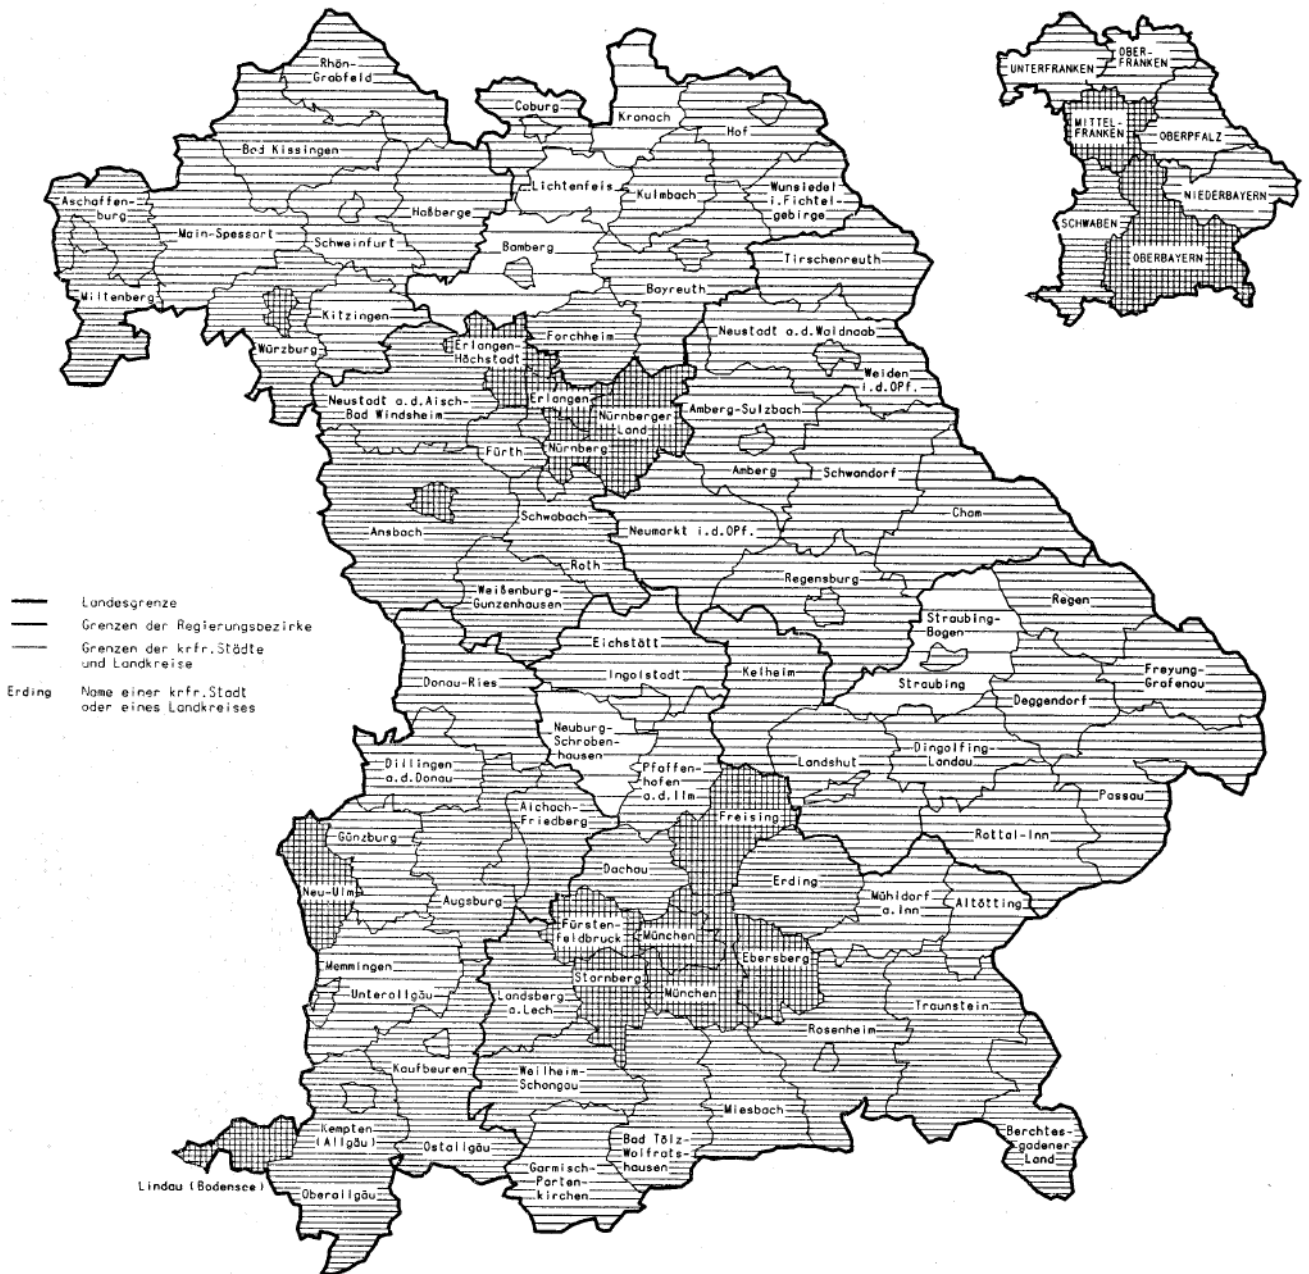 Rhön-
Grabfeld
Coburg
Kronach
Hof
Bad Kissingen
Lichtenfels
Kulmbach
Wunsiedel
i.Fichtel-
gebirge
Aschaffen-
burg
Haßberge
Main-Spessart
Schweinfurt
Bamberg
Tirschenreuth
Miltenberg
Bayreuth
Kitzingen
Neustadt a.d.Waldnaab
Würzburg
Erlangen-
Höchstadt
Forchheim
Weiden
i.d.OPf.
Neustadt a.d.Aisch-
Bad Windsheim
Erlangen
Nürnberger
Land
Amberg-Sulzbach
Fürth
Nürnberg
Amberg
Schwandorf
Cham
Ansbach
Schwabach
Neumarkt i.d.OPf.
Roth
Regensburg
Weißenburg-
Gunzenhausen
Regen
Straubing-
Bogen
Eichstätt
Ingolstadt
Kelheim
Straubing
Freyung-
Grafenau
Donau-Ries
Deggendorf
Neuburg-
Schroben-
hausen
Dingolfing-
Landau
Landshut
Dillingen
a.d.Donau
Pfaffen-
hofen
a.d.Ilm
Passau
Aichach-
Friedberg
Freising
Rottal-Inn
Günzburg
Dachau
Erding
Neu-Ulm
Augsburg
Mühldorf
a.Inn
Altötting
Fürsten-
feldbruck
München
Ebersberg
Memmingen
Starnberg
München
Unterallgäu
Landsberg
a.Lech
Traunstein
Rosenheim
Kaufbeuren
Weilheim-
Schongau
Miesbach
Kempten
(Allgäu)
Ostallgäu
Bad Tölz-
Wolfrats-
hausen
Berchtes-
gadener
Land
Garmisch-
Parten-
kirchen
Lindau (Bodensee)
Oberallgäu
UNTERFRANKEN
OBER-
FRANKEN
MITTEL-
FRANKEN
OBERPFALZ
NIEDERBAYERN
SCHWABEN
OBERBAYERN
Landesgrenze
Grenzen der Regierungsbezirke
Grenzen der krfr.Städte
und Landkreise
Erding Name einer krfr.Stadt
oder eines Landkreises